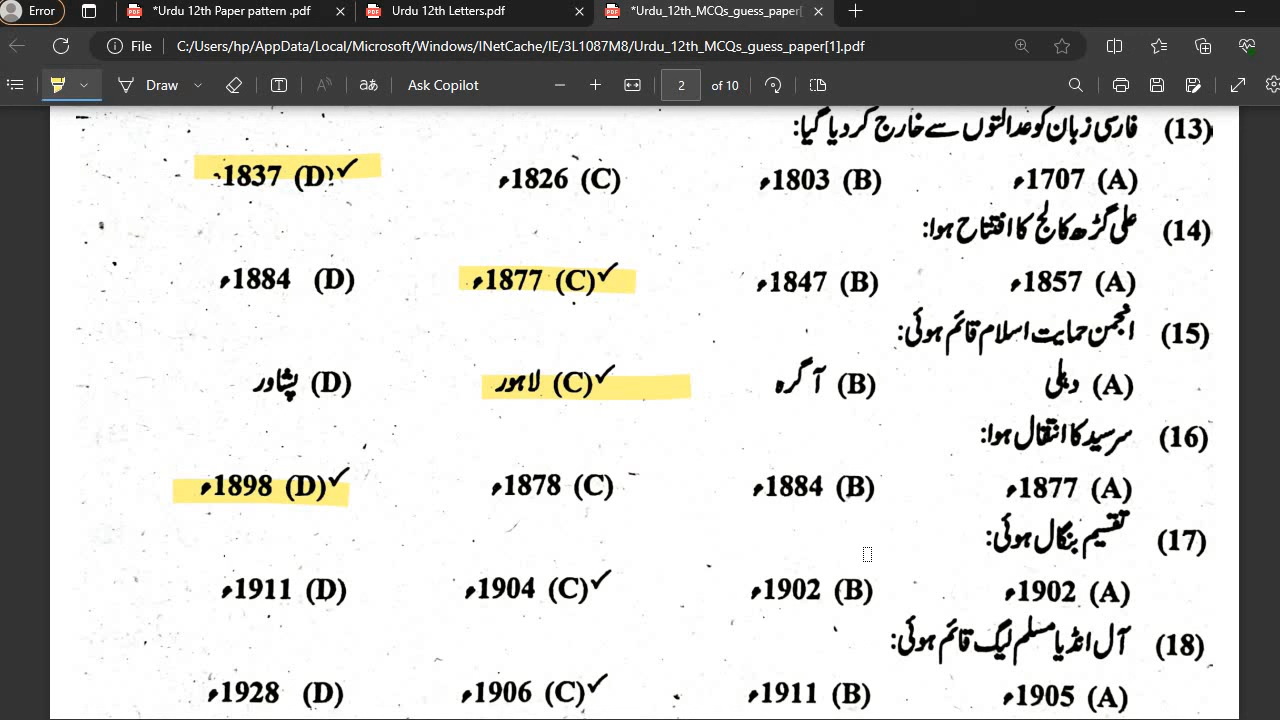 Error
*Urdu 12th Paper pattern .pdf
Urdu 12th Letters.pdf
*Urdu_12th_MCQs_guess_paper[
File C:/Users/hp/AppData/Local/Microsoft/Windows/INetCache/IE/3L1087M8/Urdu_12th_MCQs_guess_paper[1].pdf
Draw aあ Ask Copilot 2 of 10
(13) فارسی زبان کو عدالتوں سے خارج کر دیا گیا:
(A) 1707ء (B) 1803ء (C) 1826ء (D) 1837ء ✓
(14) علی گڑھ کالج کا افتتاح ہوا:
(A) 1857ء (B) 1847ء (C) 1877ء ✓ (D) 1884ء
(15) انجمن حمایت اسلام قائم ہوئی:
(A) دہلی (B) آگرہ (C) لاہور ✓ (D) پشاور
(16) سرسید کا انتقال ہوا:
(A) 1877ء (B) 1884ء (C) 1878ء (D) 1898ء ✓
(17) تقسیم بنگال ہوئی:
(A) 1902ء (B) 1902ء (C) 1904ء ✓ (D) 1911ء
(18) آل انڈیا مسلم لیگ قائم ہوئی:
(A) 1905ء (B) 1911ء (C) 1906ء ✓ (D) 1928ء